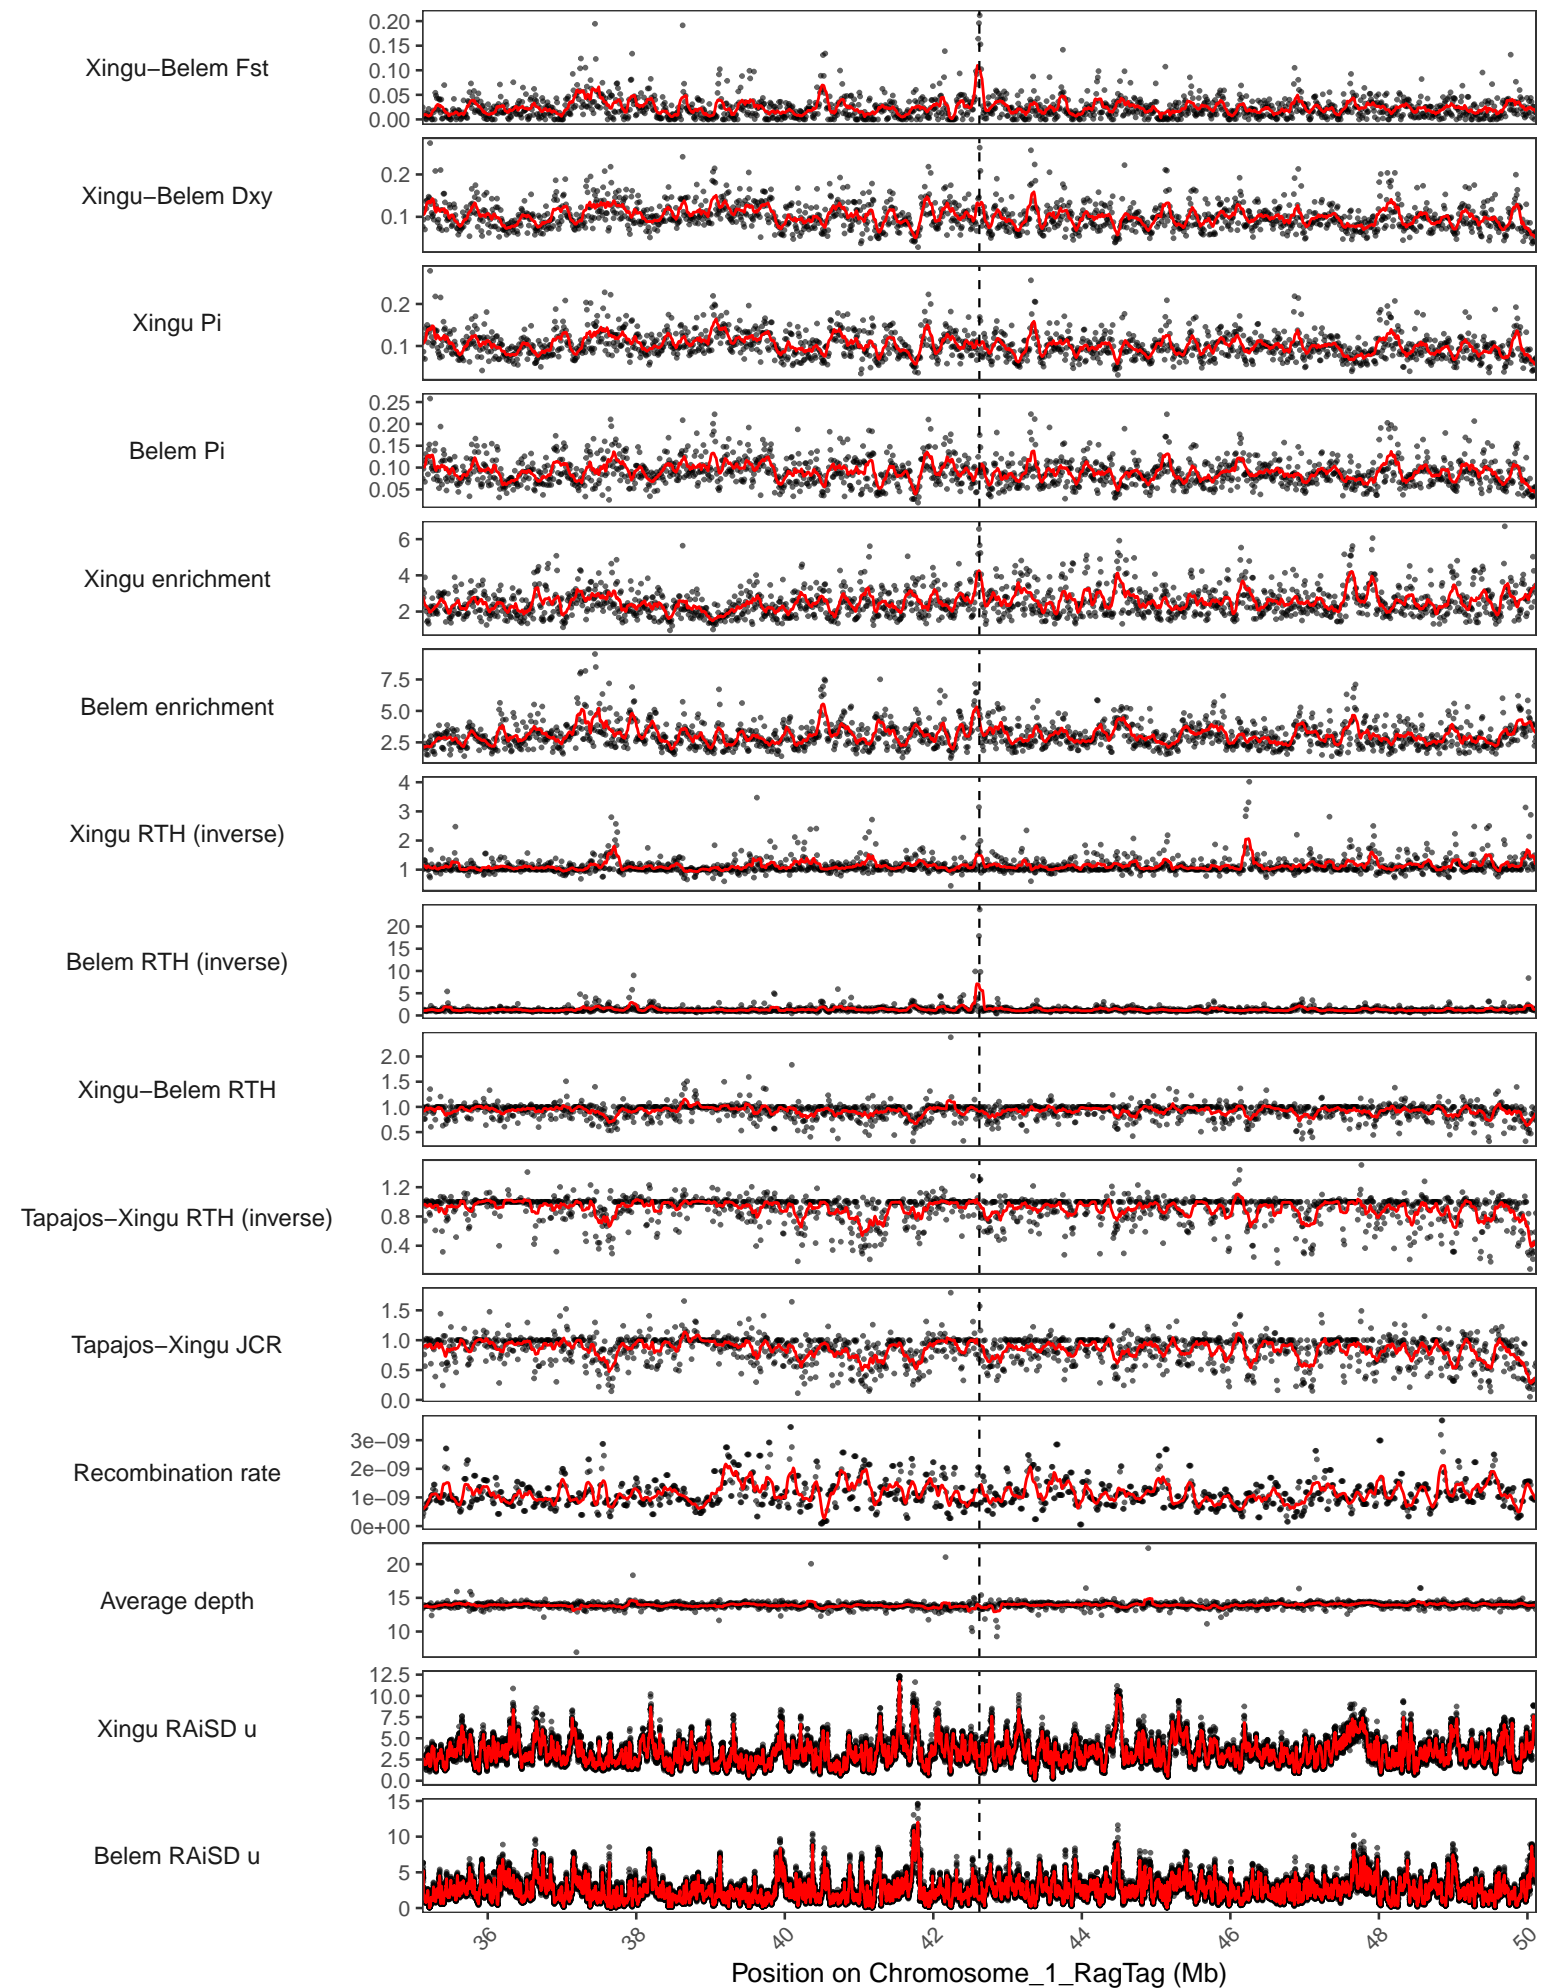 Xingu−Belem Fst
0.20
0.15
0.10
0.05
0.00
Xingu−Belem Dxy
0.2
0.1
Xingu Pi
0.2
0.1
Belem Pi
0.25
0.20
0.15
0.10
0.05
Xingu enrichment
6
4
2
Belem enrichment
7.5
5.0
2.5
Xingu RTH (inverse)
4
3
2
1
Belem RTH (inverse)
20
15
10
5
0
Xingu−Belem RTH
2.0
1.5
1.0
0.5
Tapajos−Xingu RTH (inverse)
1.2
0.8
0.4
Tapajos−Xingu JCR
1.5
1.0
0.5
0.0
Recombination rate
3e−09
2e−09
1e−09
0e+00
Average depth
20
15
10
Xingu RAiSD u
12.5
10.0
7.5
5.0
2.5
0.0
Belem RAiSD u
15
10
5
0
36 38 40 42 44 46 48 50
Position on Chromosome_1_RagTag (Mb)